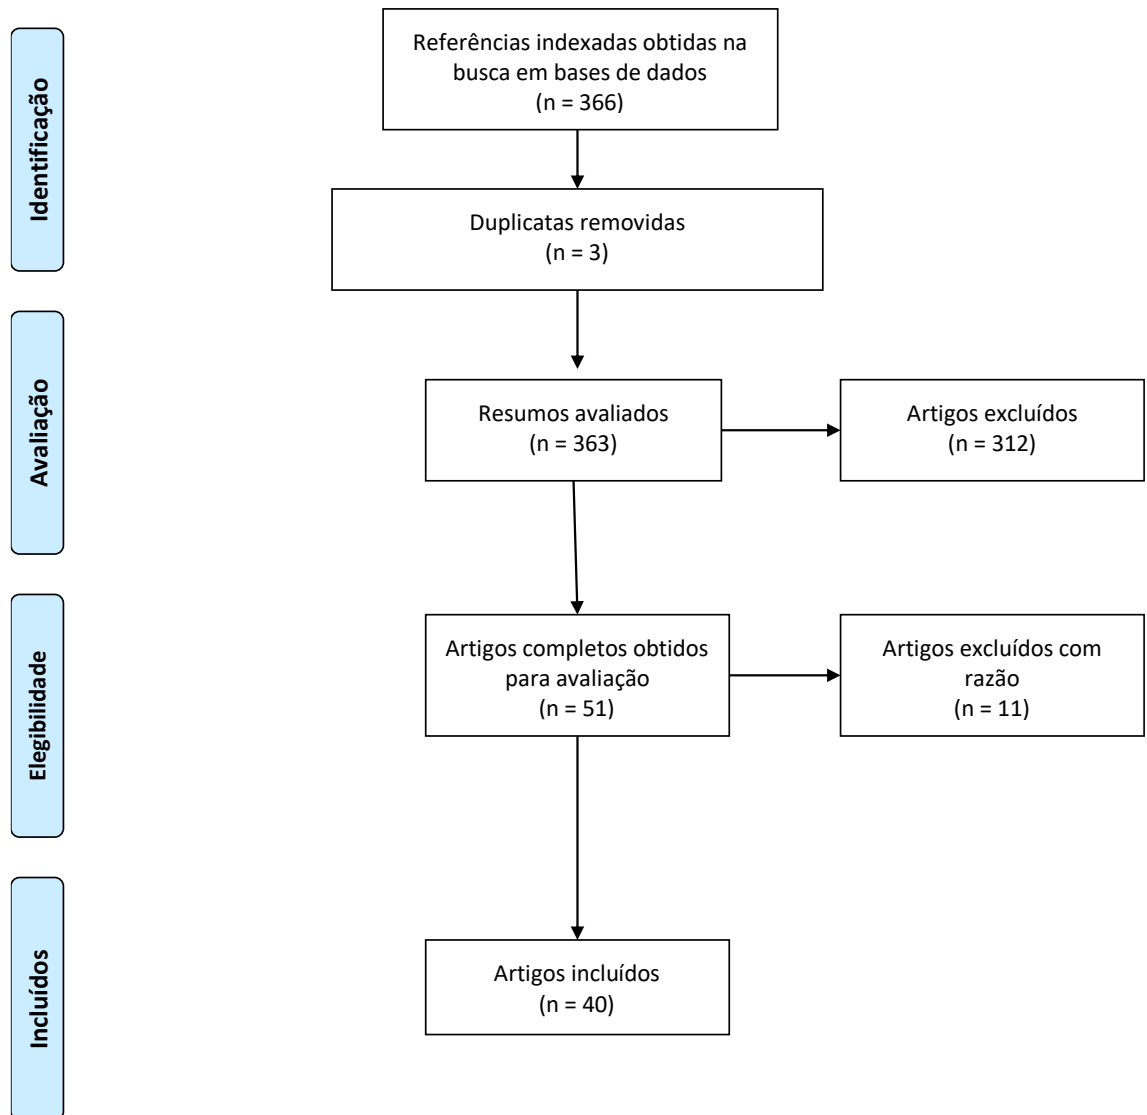 Identificação
Referências indexadas obtidas na
busca em bases de dados
(n = 366)
Duplicatas removidas
(n = 3)
Avaliação
Resumos avaliados
(n = 363)
Artigos excluídos
(n = 312)
Elegibilidade
Artigos completos obtidos
para avaliação
(n = 51)
Artigos excluídos com
razão
(n = 11)
Incluídos
Artigos incluídos
(n = 40)